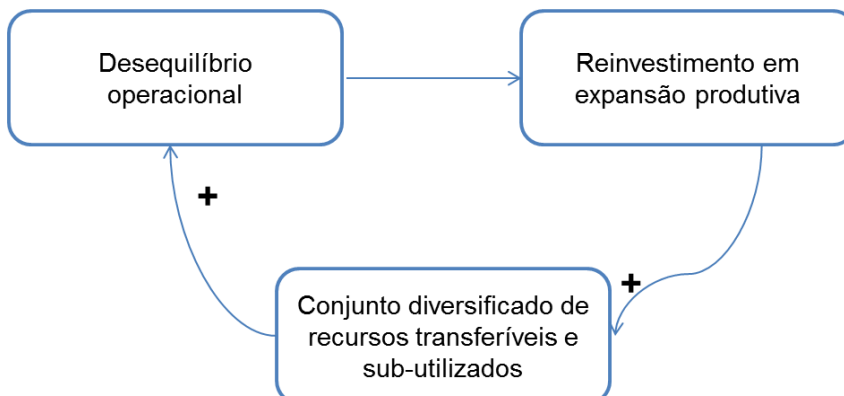 Desequilíbrio
operacional
Reinvestimento em
expansão produtiva
+
+
Conjunto diversificado de
recursos transferíveis e
sub-utilizados